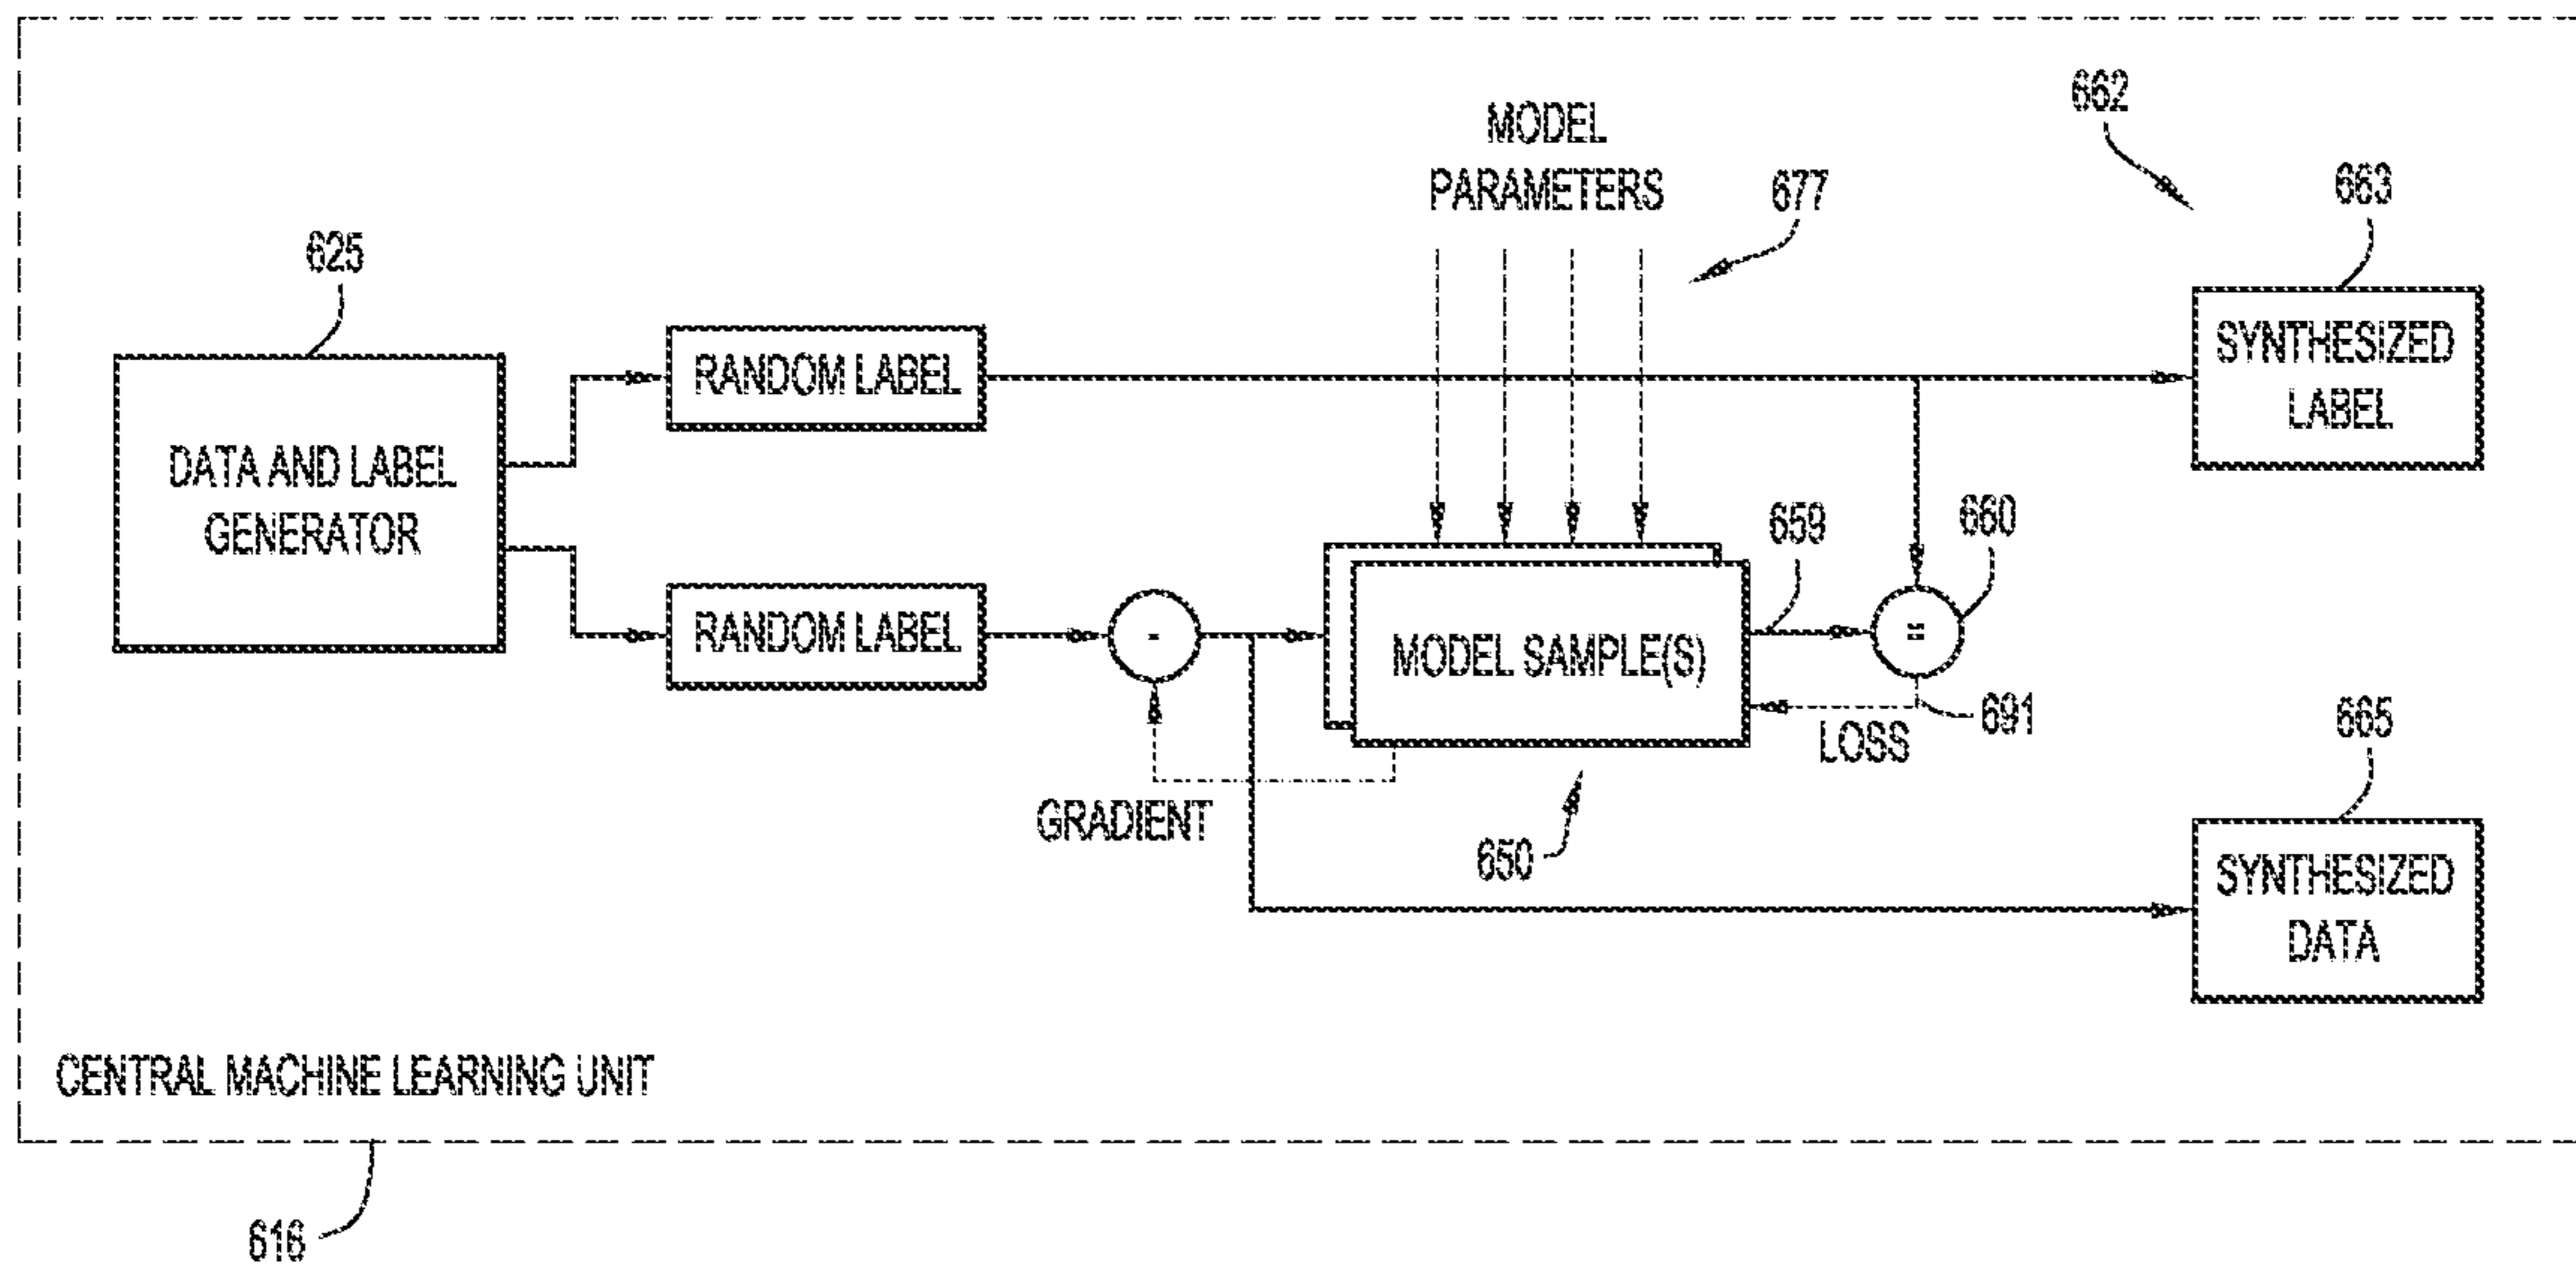 662
MODEL
PARAMETERS
677
663
625
SYNTHESIZED
LABEL
RANDOM LABEL
DATA AND LABEL
GENERATOR
659
660
=
RANDOM LABEL
-
MODEL SAMPLE(S)
691
LOSS
665
GRADIENT
650
SYNTHESIZED
DATA
CENTRAL MACHINE LEARNING UNIT
616